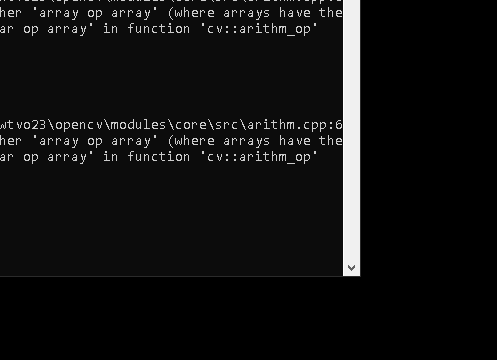 her 'array op array' (where arrays have the
ar op array' in function 'cv::arithm_op'
wtvo23\opencv\modules\core\src\arithm.cpp:6
her 'array op array' (where arrays have the
ar op array' in function 'cv::arithm_op'